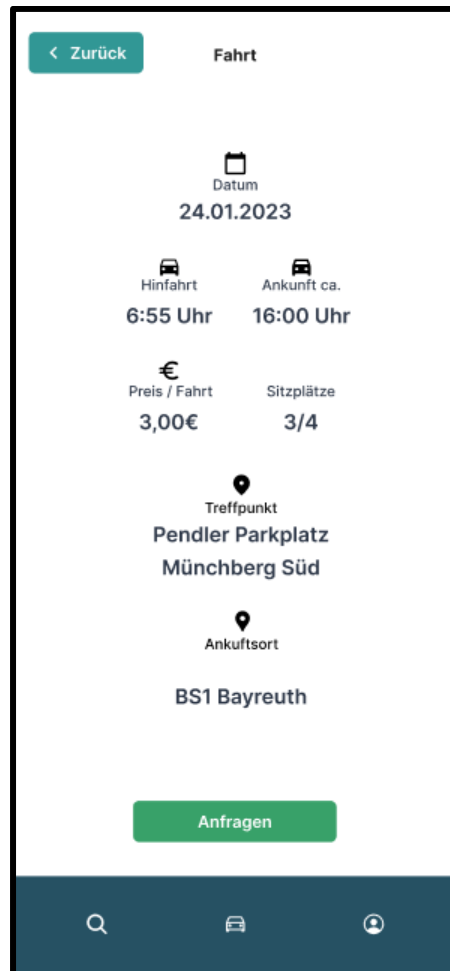 Zurück
Fahrt
Datum
24.01.2023
Hinfahrt
Ankunft ca.
6:55 Uhr
16:00 Uhr
€
Preis / Fahrt
Sitzplätze
3,00€
3/4
Treffpunkt
Pendler Parkplatz
Münchberg Süd
Ankuftsort
BS1 Bayreuth
Anfragen